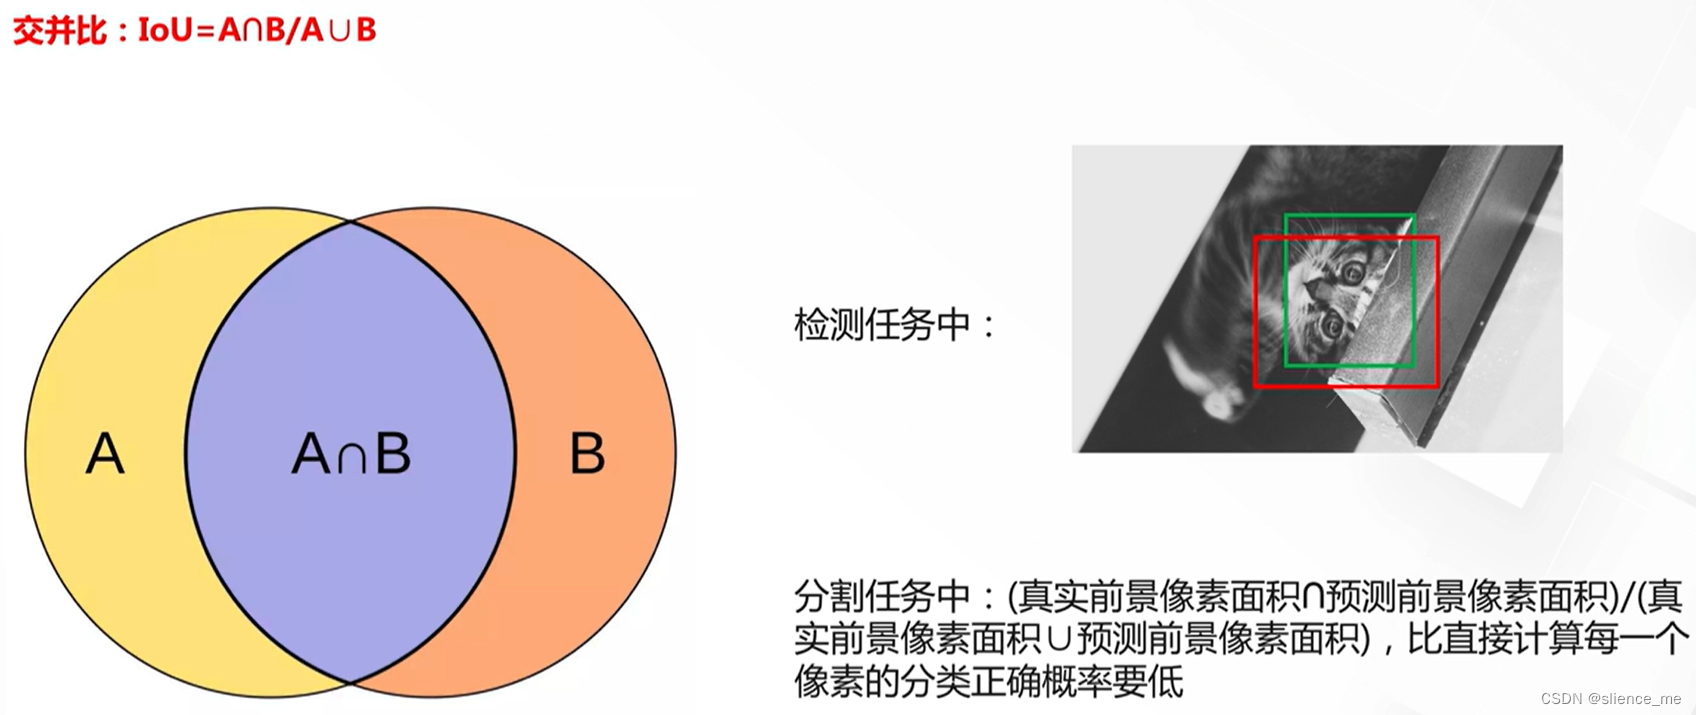 交并比：IoU=A∩B/A∪B
A
A∩B
B
检测任务中：
分割任务中：(真实前景像素面积∩预测前景像素面积)/(真
实前景像素面积∪预测前景像素面积)，比直接计算每一个
像素的分类正确概率要低
CSDN @slience_me